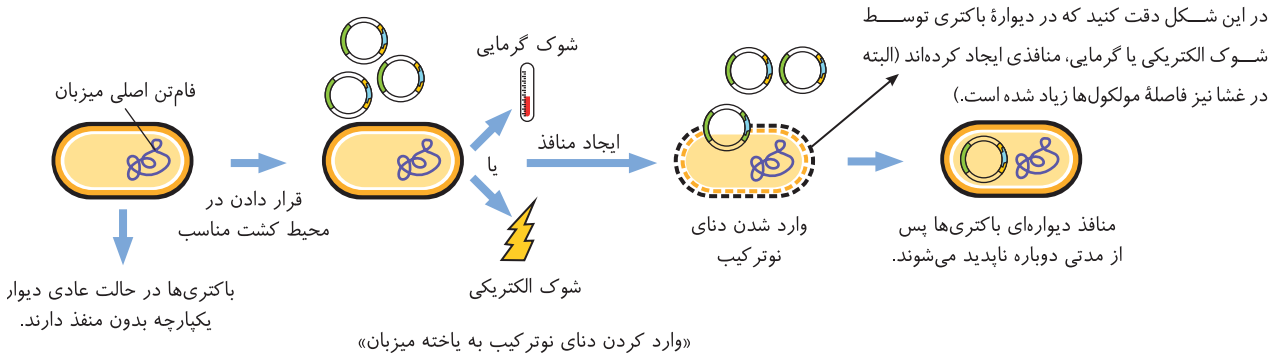 در این شکل دقت کنید که در دیوارهٔ باکتری توسط
شوک الکتریکی یا گرمایی، منافذی ایجاد کرده‌اند (البته
در غشا نیز فاصلهٔ مولکول‌ها زیاد شده است.)
شوک گرمایی
فام‌تن اصلی میزبان
ایجاد منافذ
یا
قرار دادن در
محیط کشت مناسب
وارد شدن دنای
نوترکیب
منافذ دیواره‌ای باکتری‌ها پس
از مدتی دوباره ناپدید می‌شوند.
شوک الکتریکی
باکتری‌ها در حالت عادی دیوار
یکپارچه بدون منفذ دارند.
«وارد کردن دنای نوترکیب به یاخته میزبان»